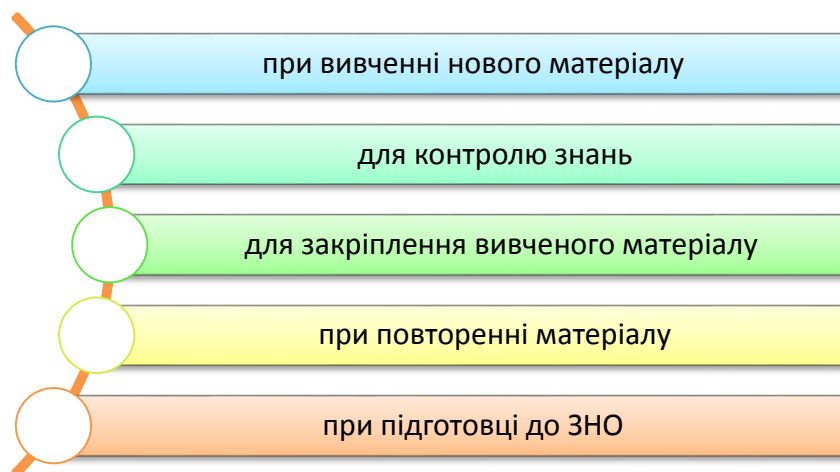 при вивченні нового матеріалу
для контролю знань
для закріплення вивченого матеріалу
при повторенні матеріалу
при підготовці до ЗНО